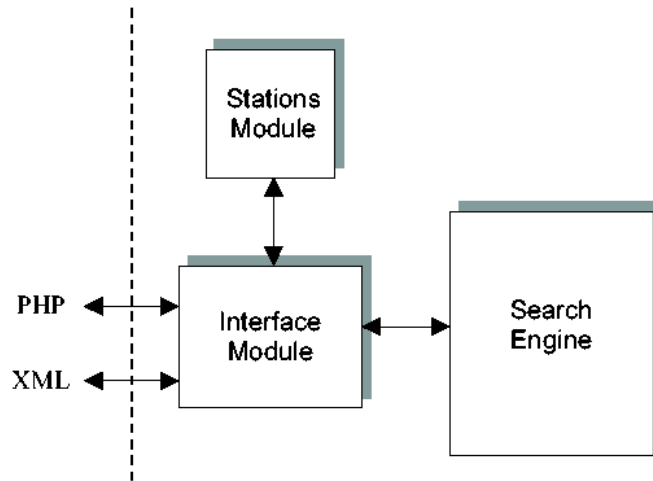 Stations
Module
PHP
XML
Interface
Module
Search
Engine